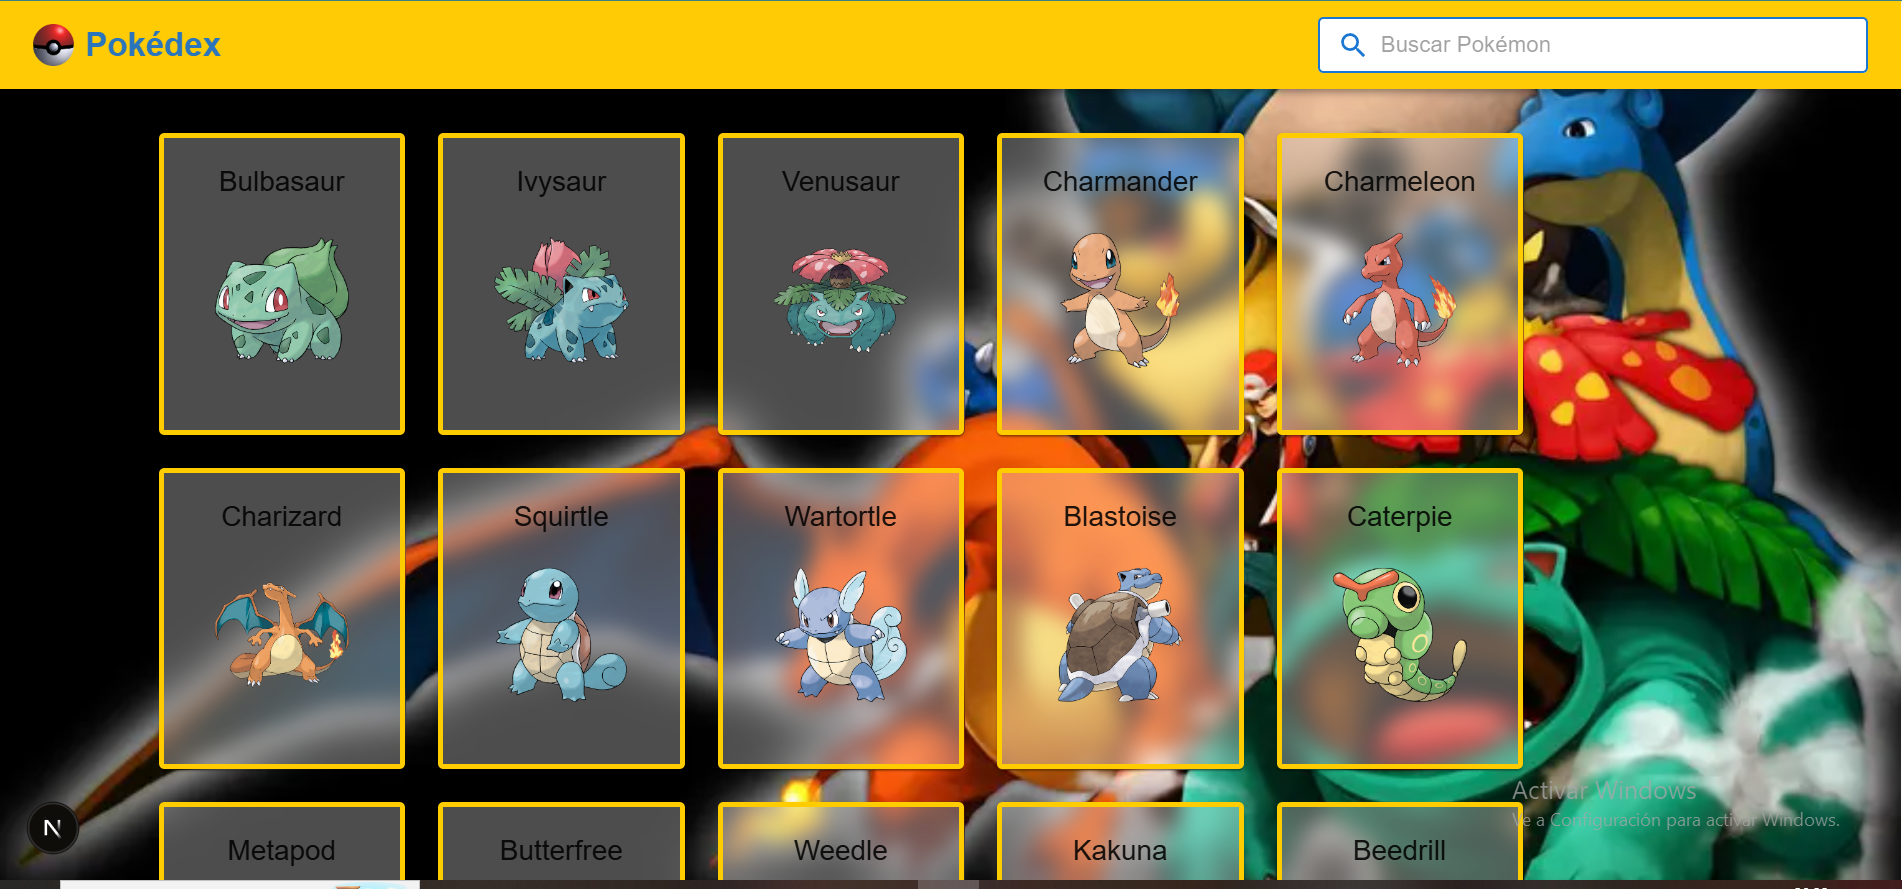 Pokédex
Buscar Pokémon
Bulbasaur
Ivysaur
Venusaur
Charmander
Charmeleon
Charizard
Squirtle
Wartortle
Blastoise
Caterpie
Metapod
Butterfree
Weedle
Kakuna
Beedrill
N
Activar Windows
Ve a Configuración para activar Windows.